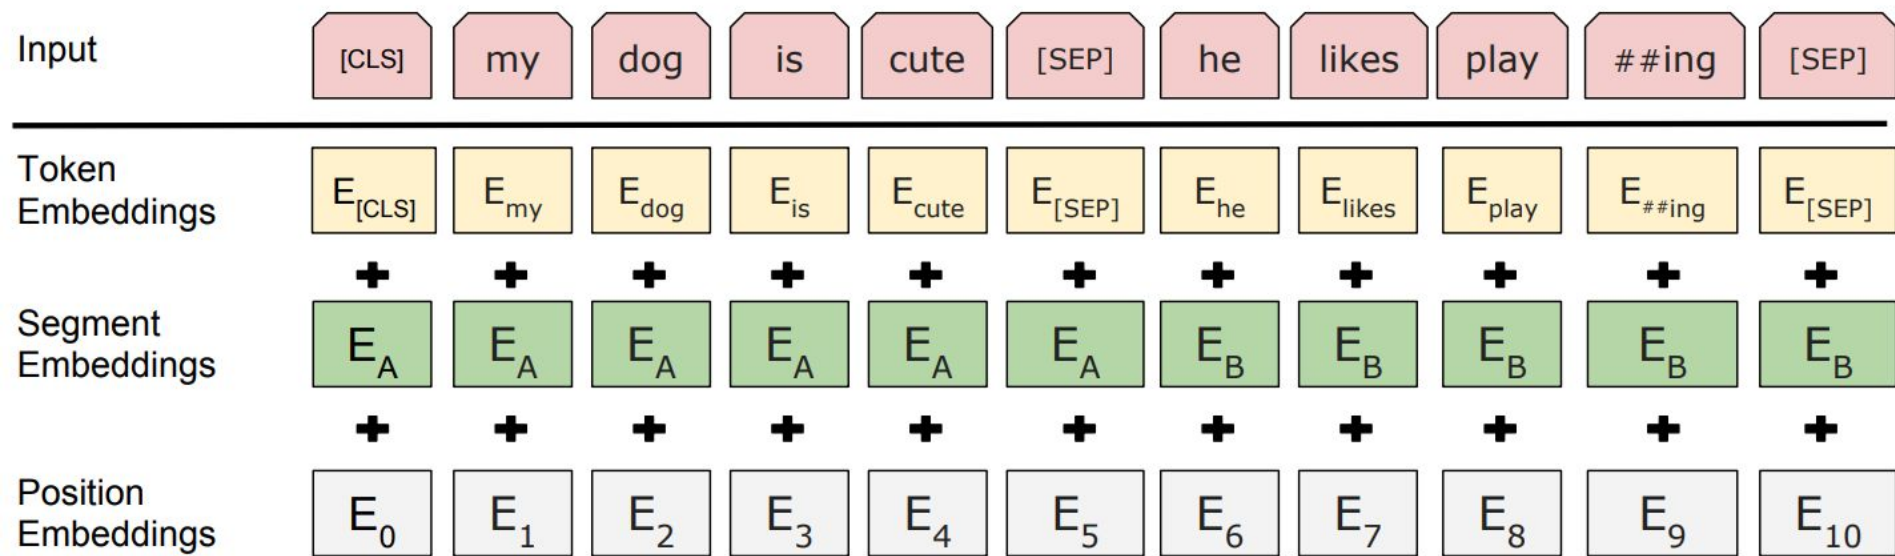 Input [CLS] my dog is cute [SEP] he likes play ##ing [SEP]
Token
Embeddings E[CLS] Emy Edog Eis Ecute E[SEP] Ehe Elikes Eplay E##ing E[SEP]
Segment
Embeddings EA EA EA EA EA EA EB EB EB EB EB
Position
Embeddings E0 E1 E2 E3 E4 E5 E6 E7 E8 E9 E10